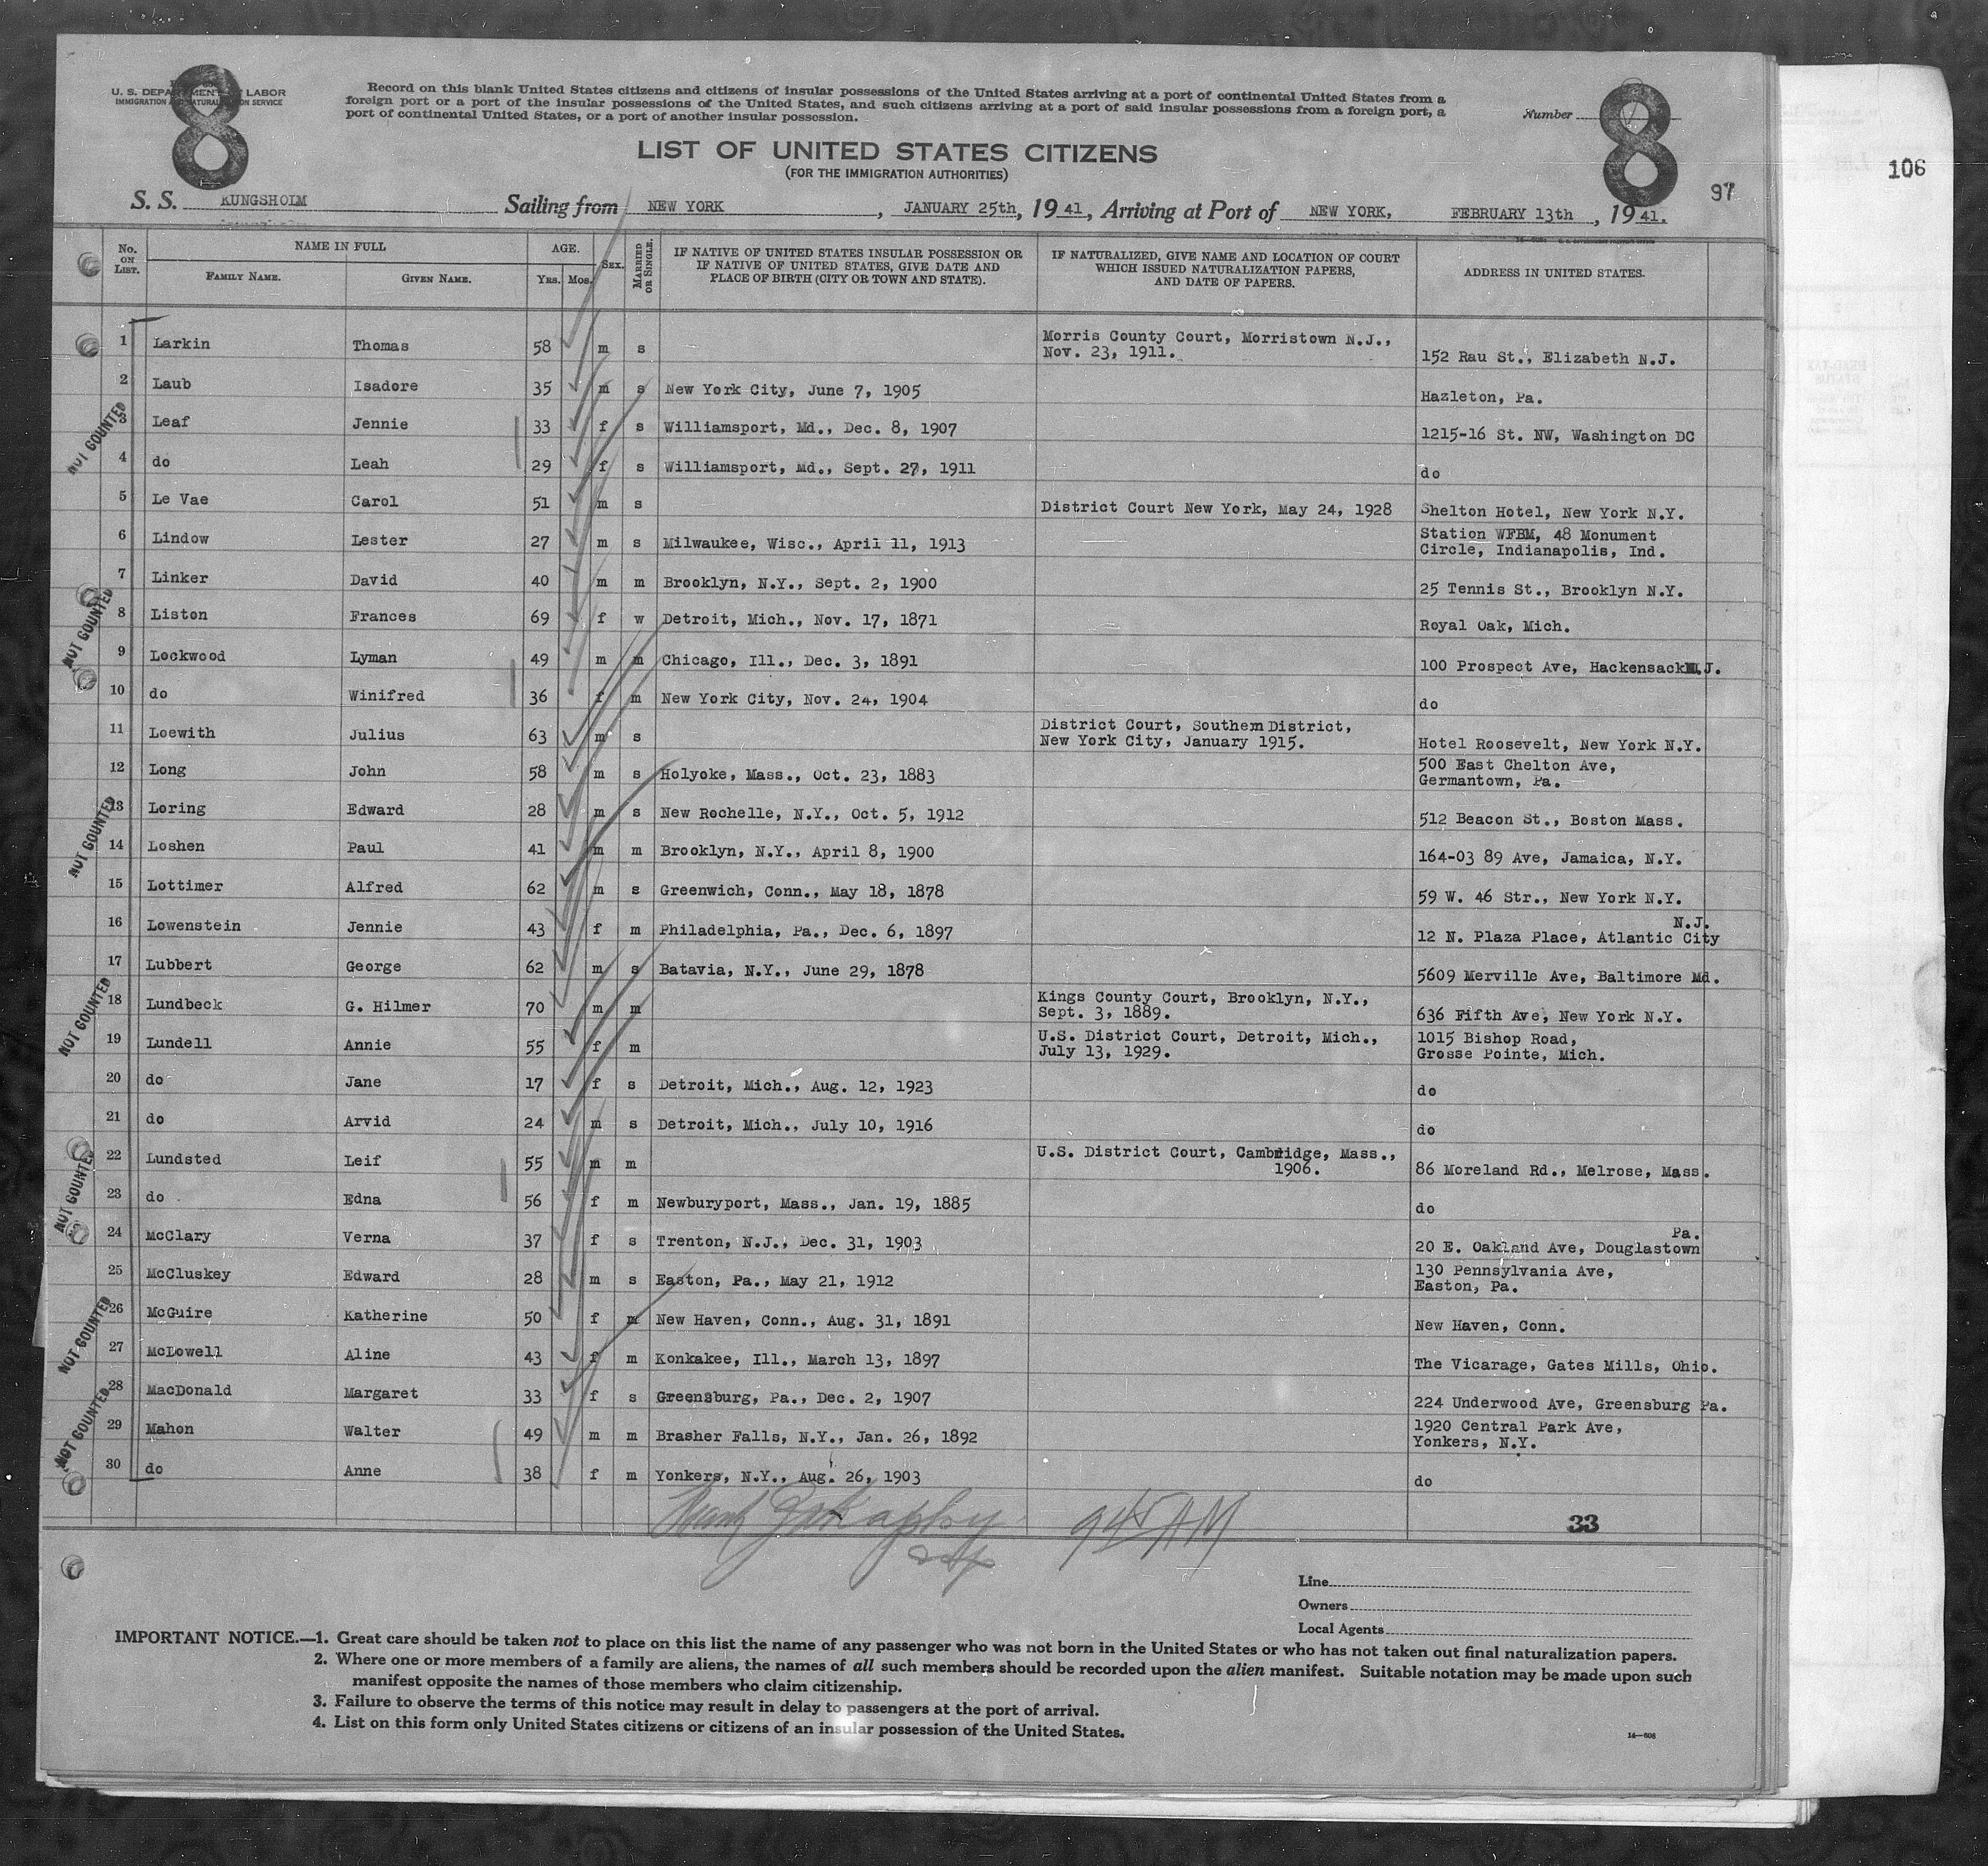 8
U. S. DEPARTMENT OF LABOR
IMMIGRATION AND NATURALIZATION SERVICE
Record on this blank United States citizens and citizens of insular possessions of the United States arriving at a port of continental United States from a
foreign port or a port of the insular possessions of the United States, and such citizens arriving at a port of said insular possessions from a foreign port, a
port of continental United States, or a port of another insular possession.
Number
8
LIST OF UNITED STATES CITIZENS
(FOR THE IMMIGRATION AUTHORITIES)
106
97
S. S. KUNGSHOLM Sailing from NEW YORK, JANUARY 25th, 1941, Arriving at Port of NEW YORK, FEBRUARY 13th, 1941.
No. ON LIST. NAME IN FULL FAMILY NAME. GIVEN NAME. AGE. Yrs. Mos. SEX. MARRIED OR SINGLE. IF NATIVE OF UNITED STATES INSULAR POSSESSION OR IF NATIVE OF UNITED STATES, GIVE DATE AND PLACE OF BIRTH (CITY OR TOWN AND STATE). IF NATURALIZED, GIVE NAME AND LOCATION OF COURT WHICH ISSUED NATURALIZATION PAPERS, AND DATE OF PAPERS. ADDRESS IN UNITED STATES.
1 Larkin Thomas 58 m s Morris County Court, Morristown N.J., Nov. 23, 1911. 152 Rau St., Elizabeth N.J.
2 Laub Isadore 35 m s New York City, June 7, 1905 Hazleton, Pa.
NOT COUNTED
3 Leaf Jennie 33 f s Williamsport, Md., Dec. 8, 1907 1215-16 St. NW, Washington DC
4 do Leah 29 f s Williamsport, Md., Sept. 27, 1911 do
5 Le Vae Carol 51 m s District Court New York, May 24, 1928 Shelton Hotel, New York N.Y.
6 Lindow Lester 27 m s Milwaukee, Wisc., April 11, 1913 Station WFBM, 48 Monument Circle, Indianapolis, Ind.
7 Linker David 40 m m Brooklyn, N.Y., Sept. 2, 1900 25 Tennis St., Brooklyn N.Y.
NOT COUNTED
8 Liston Frances 69 f w Detroit, Mich., Nov. 17, 1871 Royal Oak, Mich.
9 Lockwood Lyman 49 m m Chicago, Ill., Dec. 3, 1891 100 Prospect Ave, Hackensack N.J.
10 do Winifred 36 f m New York City, Nov. 24, 1904 do
11 Loewith Julius 63 m s District Court, Southern District, New York City, January 1915. Hotel Roosevelt, New York N.Y.
12 Long John 58 m s Holyoke, Mass., Oct. 23, 1883 500 East Chelton Ave, Germantown, Pa.
NOT COUNTED
13 Loring Edward 28 m s New Rochelle, N.Y., Oct. 5, 1912 512 Beacon St., Boston Mass.
14 Loshen Paul 41 m m Brooklyn, N.Y., April 8, 1900 164-03 89 Ave, Jamaica, N.Y.
15 Lottimer Alfred 62 m s Greenwich, Conn., May 18, 1878 59 W. 46 Str., New York N.Y.
16 Lowenstein Jennie 43 f m Philadelphia, Pa., Dec. 6, 1897 12 N. Plaza Place, Atlantic City N.J.
17 Lubbert George 62 m s Batavia, N.Y., June 29, 1878 5609 Merville Ave, Baltimore Md.
NOT COUNTED
18 Lundbeck G. Hilmer 70 m m Kings County Court, Brooklyn, N.Y., Sept. 3, 1889. 636 Fifth Ave, New York N.Y.
19 Lundell Annie 55 f m U.S. District Court, Detroit, Mich., July 13, 1929. 1015 Bishop Road, Grosse Pointe, Mich.
20 do Jane 17 f s Detroit, Mich., Aug. 12, 1923 do
21 do Arvid 24 m s Detroit, Mich., July 10, 1916 do
NOT COUNTED
22 Lundsted Leif 55 m m U.S. District Court, Cambridge, Mass., 1906. 86 Moreland Rd., Melrose, Mass.
23 do Edna 56 f m Newburyport, Mass., Jan. 19, 1885 do
24 McClary Verna 37 f s Trenton, N.J., Dec. 31, 1903 20 E. Oakland Ave, Douglastown Pa.
25 McCluskey Edward 28 m s Easton, Pa., May 21, 1912 130 Pennsylvania Ave, Easton, Pa.
NOT COUNTED
26 McGuire Katherine 50 f m New Haven, Conn., Aug. 31, 1891 New Haven, Conn.
27 McLowell Aline 43 f m Konkakee, Ill., March 13, 1897 The Vicarage, Gates Mills, Ohio.
NOT COUNTED
28 MacDonald Margaret 33 f s Greensburg, Pa., Dec. 2, 1907 224 Underwood Ave, Greensburg Pa.
29 Mahon Walter 49 m m Brasher Falls, N.Y., Jan. 26, 1892 1920 Central Park Ave, Yonkers, N.Y.
30 do Anne 38 f m Yonkers, N.Y., Aug. 26, 1903 do
945 AM
33
Line
Owners
Local Agents
IMPORTANT NOTICE.—1. Great care should be taken not to place on this list the name of any passenger who was not born in the United States or who has not taken out final naturalization papers.
2. Where one or more members of a family are aliens, the names of all such members should be recorded upon the alien manifest. Suitable notation may be made upon such
manifest opposite the names of those members who claim citizenship.
3. Failure to observe the terms of this notice may result in delay to passengers at the port of arrival.
4. List on this form only United States citizens or citizens of an insular possession of the United States.
14—608